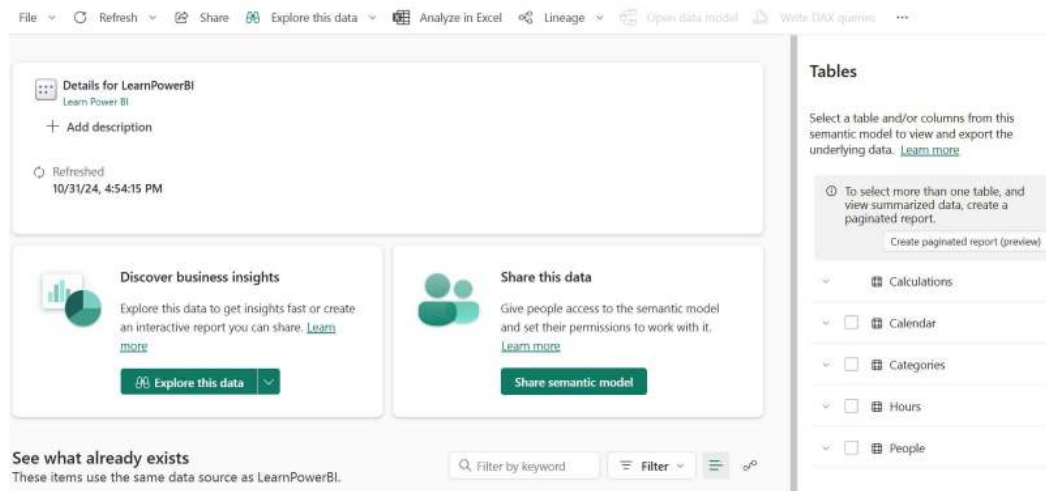 File Refresh Share Explore this data Analyze in Excel Lineage Open data model Write DAX queries ...
Details for LearnPowerBI
Learn Power BI
+ Add description
Refreshed
10/31/24, 4:54:15 PM
Discover business insights
Explore this data to get insights fast or create
an interactive report you can share. Learn
more
Explore this data
Share this data
Give people access to the semantic model
and set their permissions to work with it.
Learn more
Share semantic model
See what already exists
These items use the same data source as LearnPowerBI.
Filter by keyword
Filter
Tables
Select a table and/or columns from this
semantic model to view and export the
underlying data. Learn more
To select more than one table, and
view summarized data, create a
paginated report.
Create paginated report (preview)
Calculations
Calendar
Categories
Hours
People